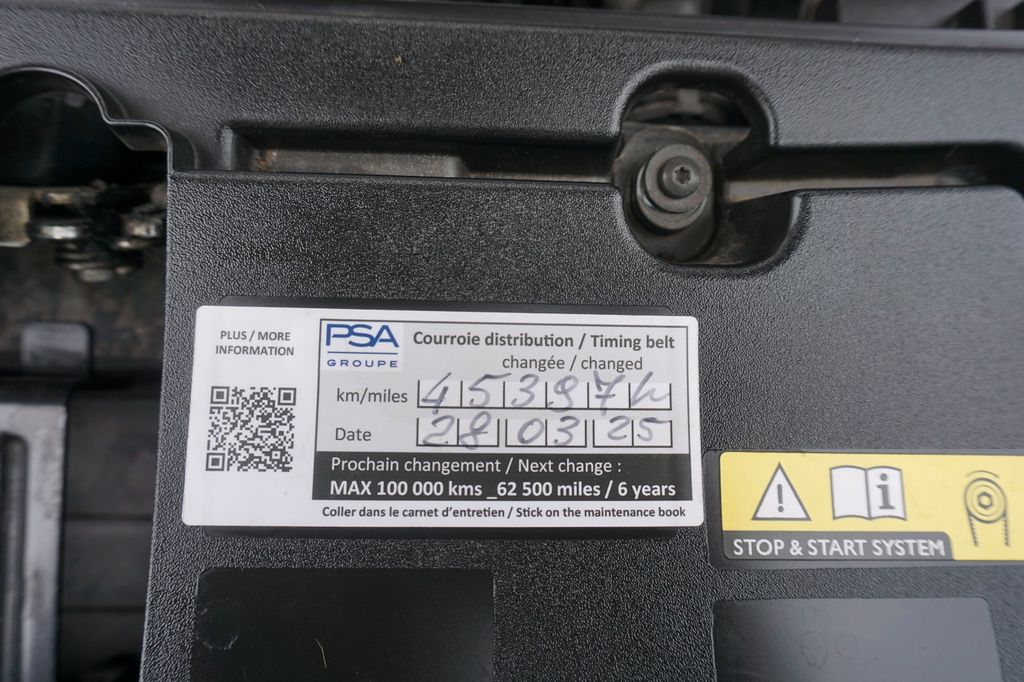 PLUS / MORE
INFORMATION
PSA
GROUPE
Courroie distribution / Timing belt
changée / changed
km/miles 45397k
Date 28 03 25
Prochain changement / Next change :
MAX 100 000 kms _62 500 miles / 6 years
Coller dans le carnet d'entretien / Stick on the maintenance book
i
STOP & START SYSTEM